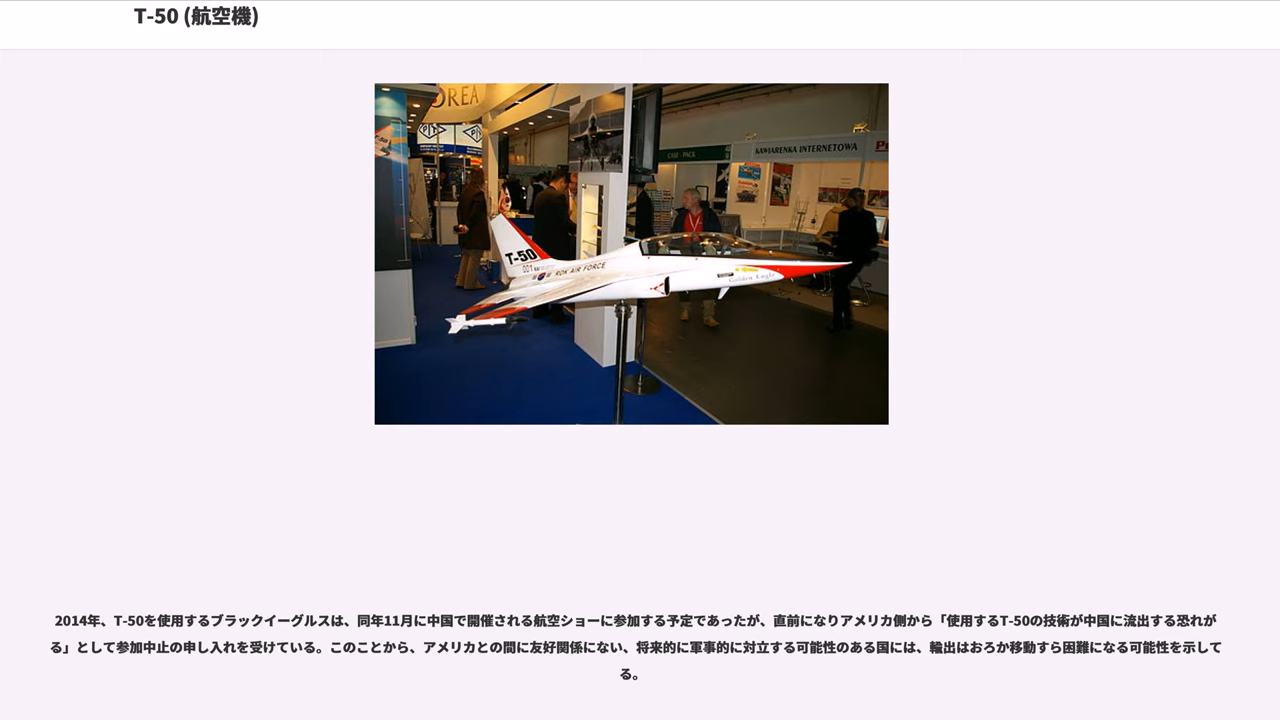 T-50 (航空機)
OREA
CASE - PACK
KAWIARENKA INTERNETOWA
T-50
001
ROK AIR FORCE
Golden Eagle
2014年、T-50を使用するブラックイーグルスは、同年11月に中国で開催される航空ショーに参加する予定であったが、直前になりアメリカ側から「使用するT-50の技術が中国に流出する恐れが
る」として参加中止の申し入れを受けている。このことから、アメリカとの間に友好関係にない、将来的に軍事的に対立する可能性のある国には、輸出はおろか移動すら困難になる可能性を示して
る。